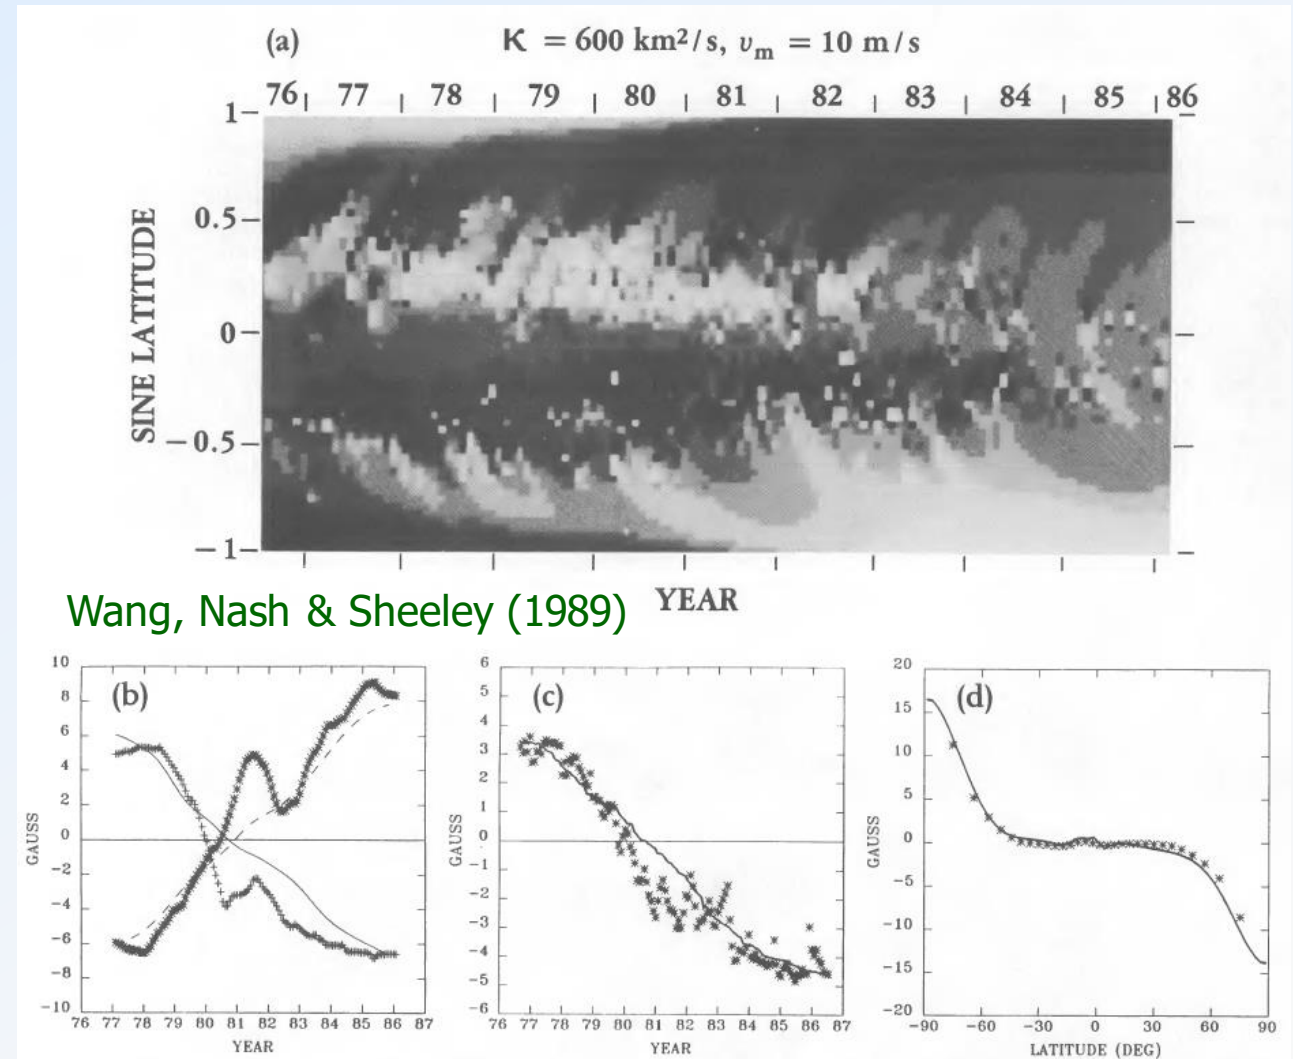 (a) K = 600 km²/s, vm = 10 m/s
76 77 78 79 80 81 82 83 84 85 86
1
0.5
0
−0.5
−1
SINE LATITUDE
YEAR
Wang, Nash & Sheeley (1989)
(b)
10
8
6
4
2
0
−2
−4
−6
−8
−10
GAUSS
76 77 78 79 80 81 82 83 84 85 86 87
YEAR
(c)
6
5
4
3
2
1
0
−1
−2
−3
−4
−5
−6
GAUSS
76 77 78 79 80 81 82 83 84 85 86 87
YEAR
(d)
20
15
10
5
0
−5
−10
−15
−20
GAUSS
−90 −60 −30 0 30 60 90
LATITUDE (DEG)